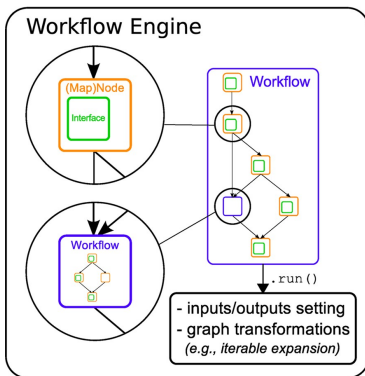 Workflow Engine
(Map)Node
Interface
Workflow
Workflow
.run()
- inputs/outputs setting
- graph transformations
(e.g., iterable expansion)